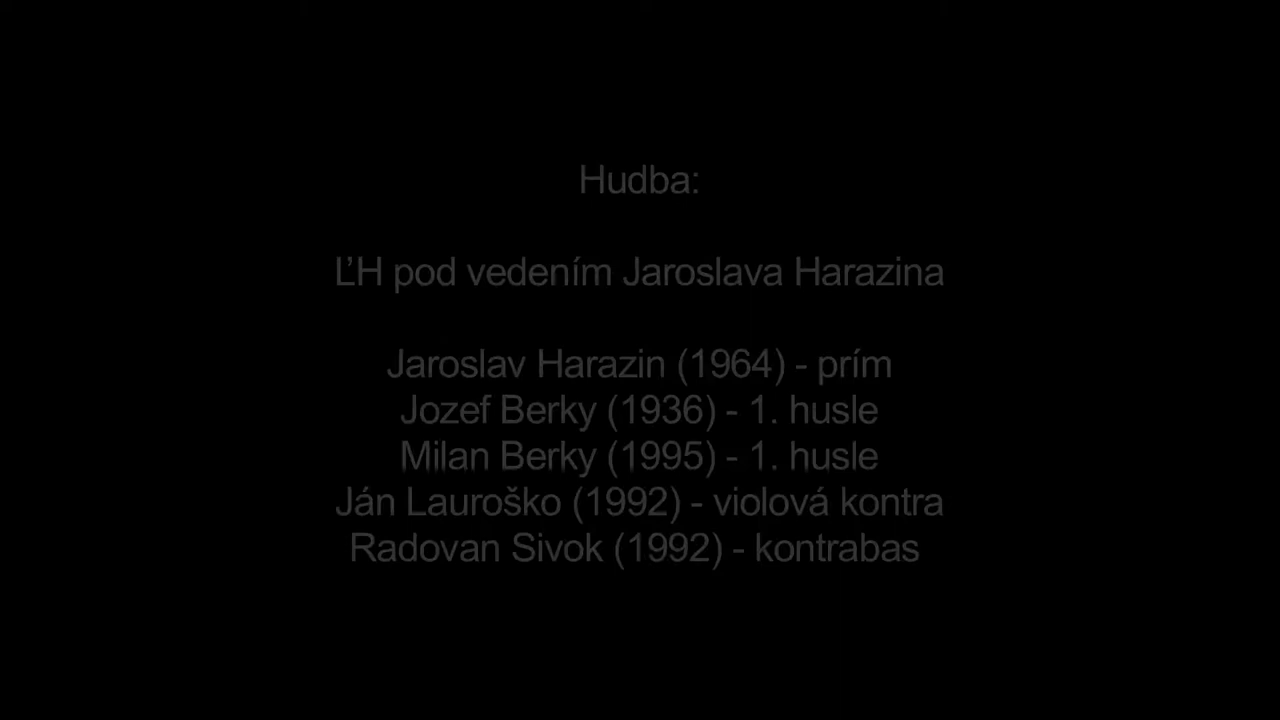 Hudba:
ĽH pod vedením Jaroslava Harazina
Jaroslav Harazin (1964) - prím
Jozef Berky (1936) - 1. husle
Milan Berky (1995) - 1. husle
Ján Lauroško (1992) - violová kontra
Radovan Sivok (1992) - kontrabas